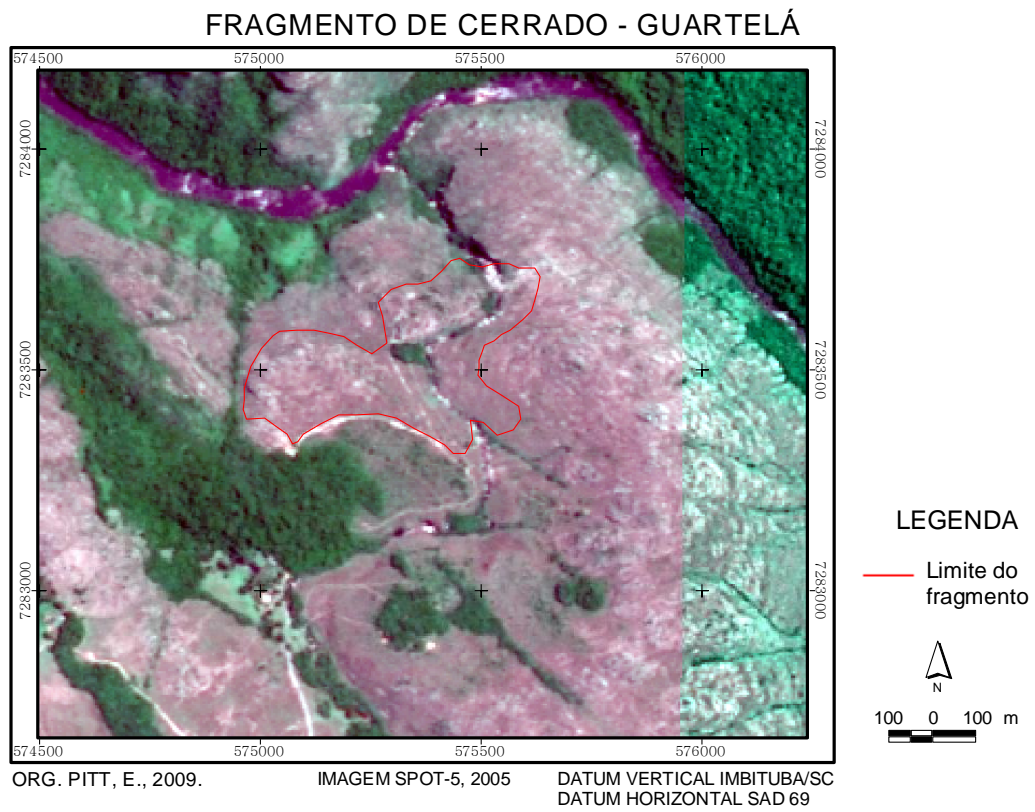 FRAGMENTO DE CERRADO - GUARTELÁ
574500 575000 575500 576000
7284000 7284000
7283500 7283500
7283000 7283000
574500 575000 575500 576000
LEGENDA
Limite do
fragmento
N
100 0 100 m
ORG. PITT, E., 2009. IMAGEM SPOT-5, 2005 DATUM VERTICAL IMBITUBA/SC
DATUM HORIZONTAL SAD 69